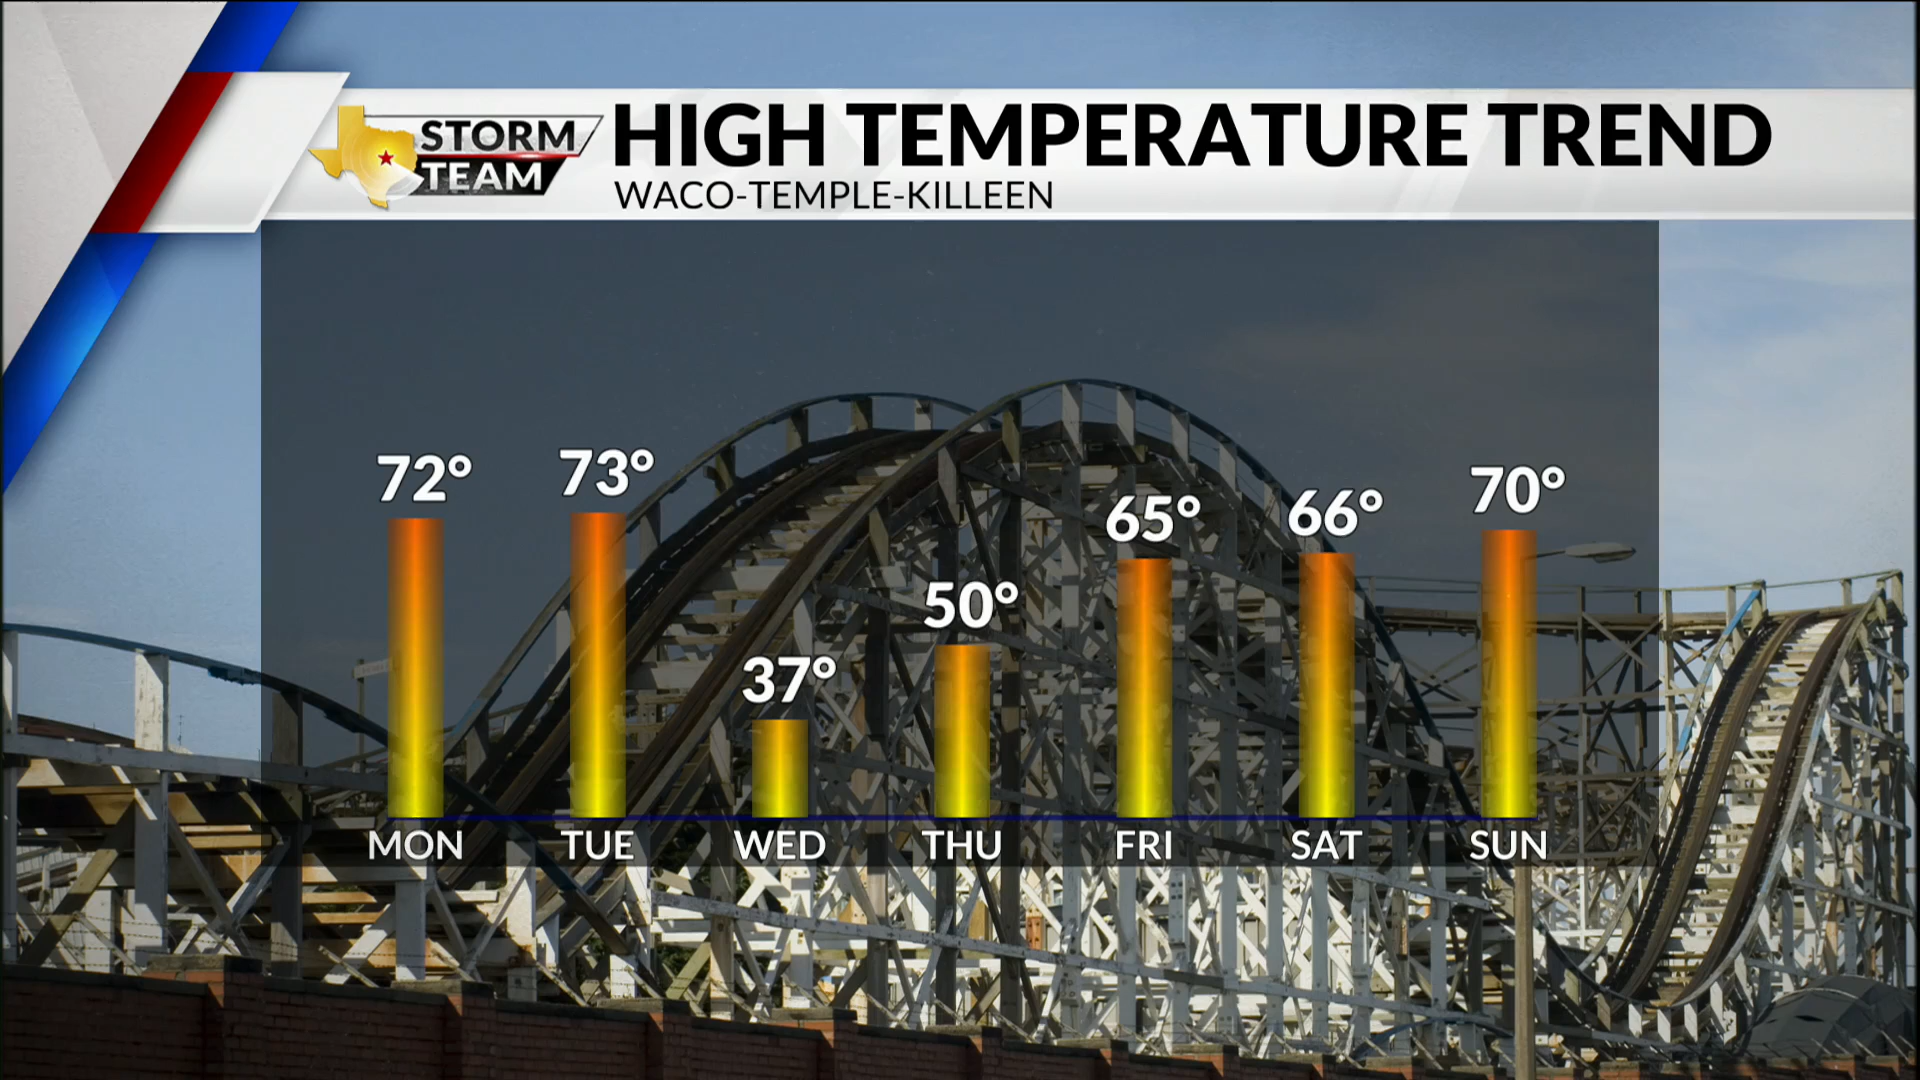 STORM
TEAM
HIGH TEMPERATURE TREND
WACO-TEMPLE-KILLEEN
72° 73° 37° 50° 65° 66° 70°
MON TUE WED THU FRI SAT SUN